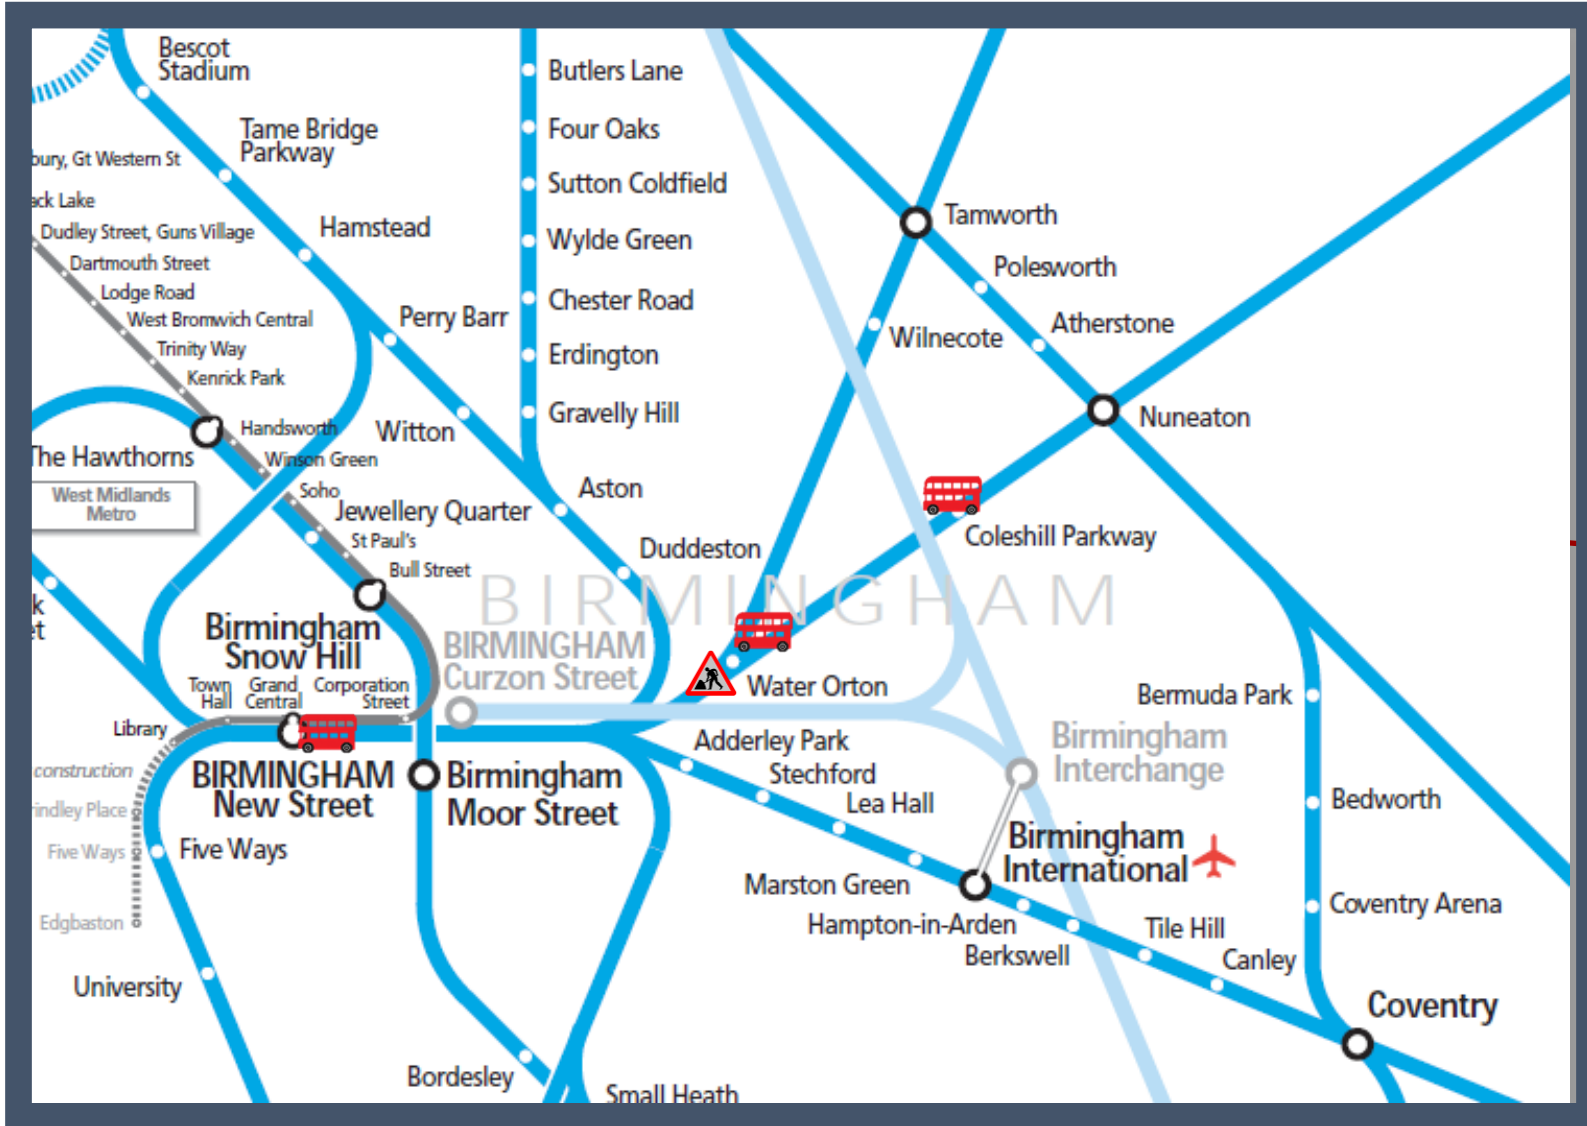 Bescot
Stadium
Butlers Lane
Tame Bridge
Parkway
Four Oaks
bury, Gt Western St
Sutton Coldfield
ack Lake
Tamworth
Dudley Street, Guns Village
Hamstead
Wylde Green
Dartmouth Street
Polesworth
Lodge Road
Chester Road
West Bromwich Central
Perry Barr
Atherstone
Wilnecote
Trinity Way
Erdington
Kenrick Park
Gravelly Hill
Nuneaton
Handsworth
Witton
The Hawthorns
Winson Green
Soho
Aston
West Midlands
Metro
Jewellery Quarter
St Paul's
Coleshill Parkway
Duddeston
Bull Street
BIRMINGHAM
k
et
Birmingham
Snow Hill
BIRMINGHAM
Curzon Street
Town
Hall
Grand
Central
Corporation
Street
Water Orton
Bermuda Park
Library
Adderley Park
Birmingham
Interchange
construction
BIRMINGHAM
New Street
Birmingham
Moor Street
Stechford
Lea Hall
Bedworth
rindley Place
Five Ways
Five Ways
Birmingham
International
Marston Green
Coventry Arena
Edgbaston
Hampton-in-Arden
Tile Hill
Berkswell
Canley
University
Coventry
Bordesley
Small Heath